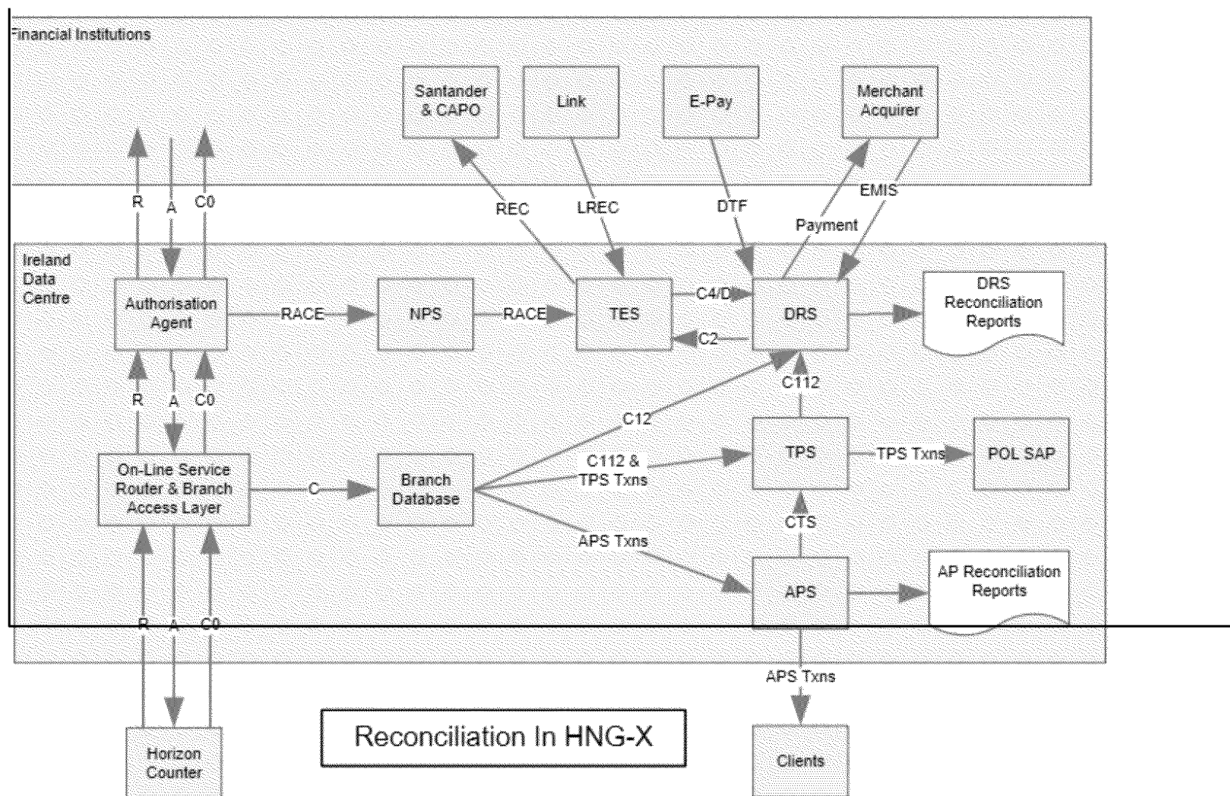 Financial Institutions
Santander
& CAPO
Link
E-Pay
Merchant
Acquirer
R
A
C0
REC
LREC
DTF
Payment
EMIS
Ireland
Data
Centre
Authorisation
Agent
RACE
NPS
RACE
TES
C4/D
C2
DRS
DRS
Reconciliation
Reports
R
A
C0
C12
C112
On-Line Service
Router & Branch
Access Layer
C
Branch
Database
C112 &
TPS Txns
TPS
TPS Txns
POL SAP
APS Txns
CTS
APS
AP Reconciliation
Reports
R
A
C0
APS Txns
Horizon
Counter
Reconciliation In HNG-X
Clients